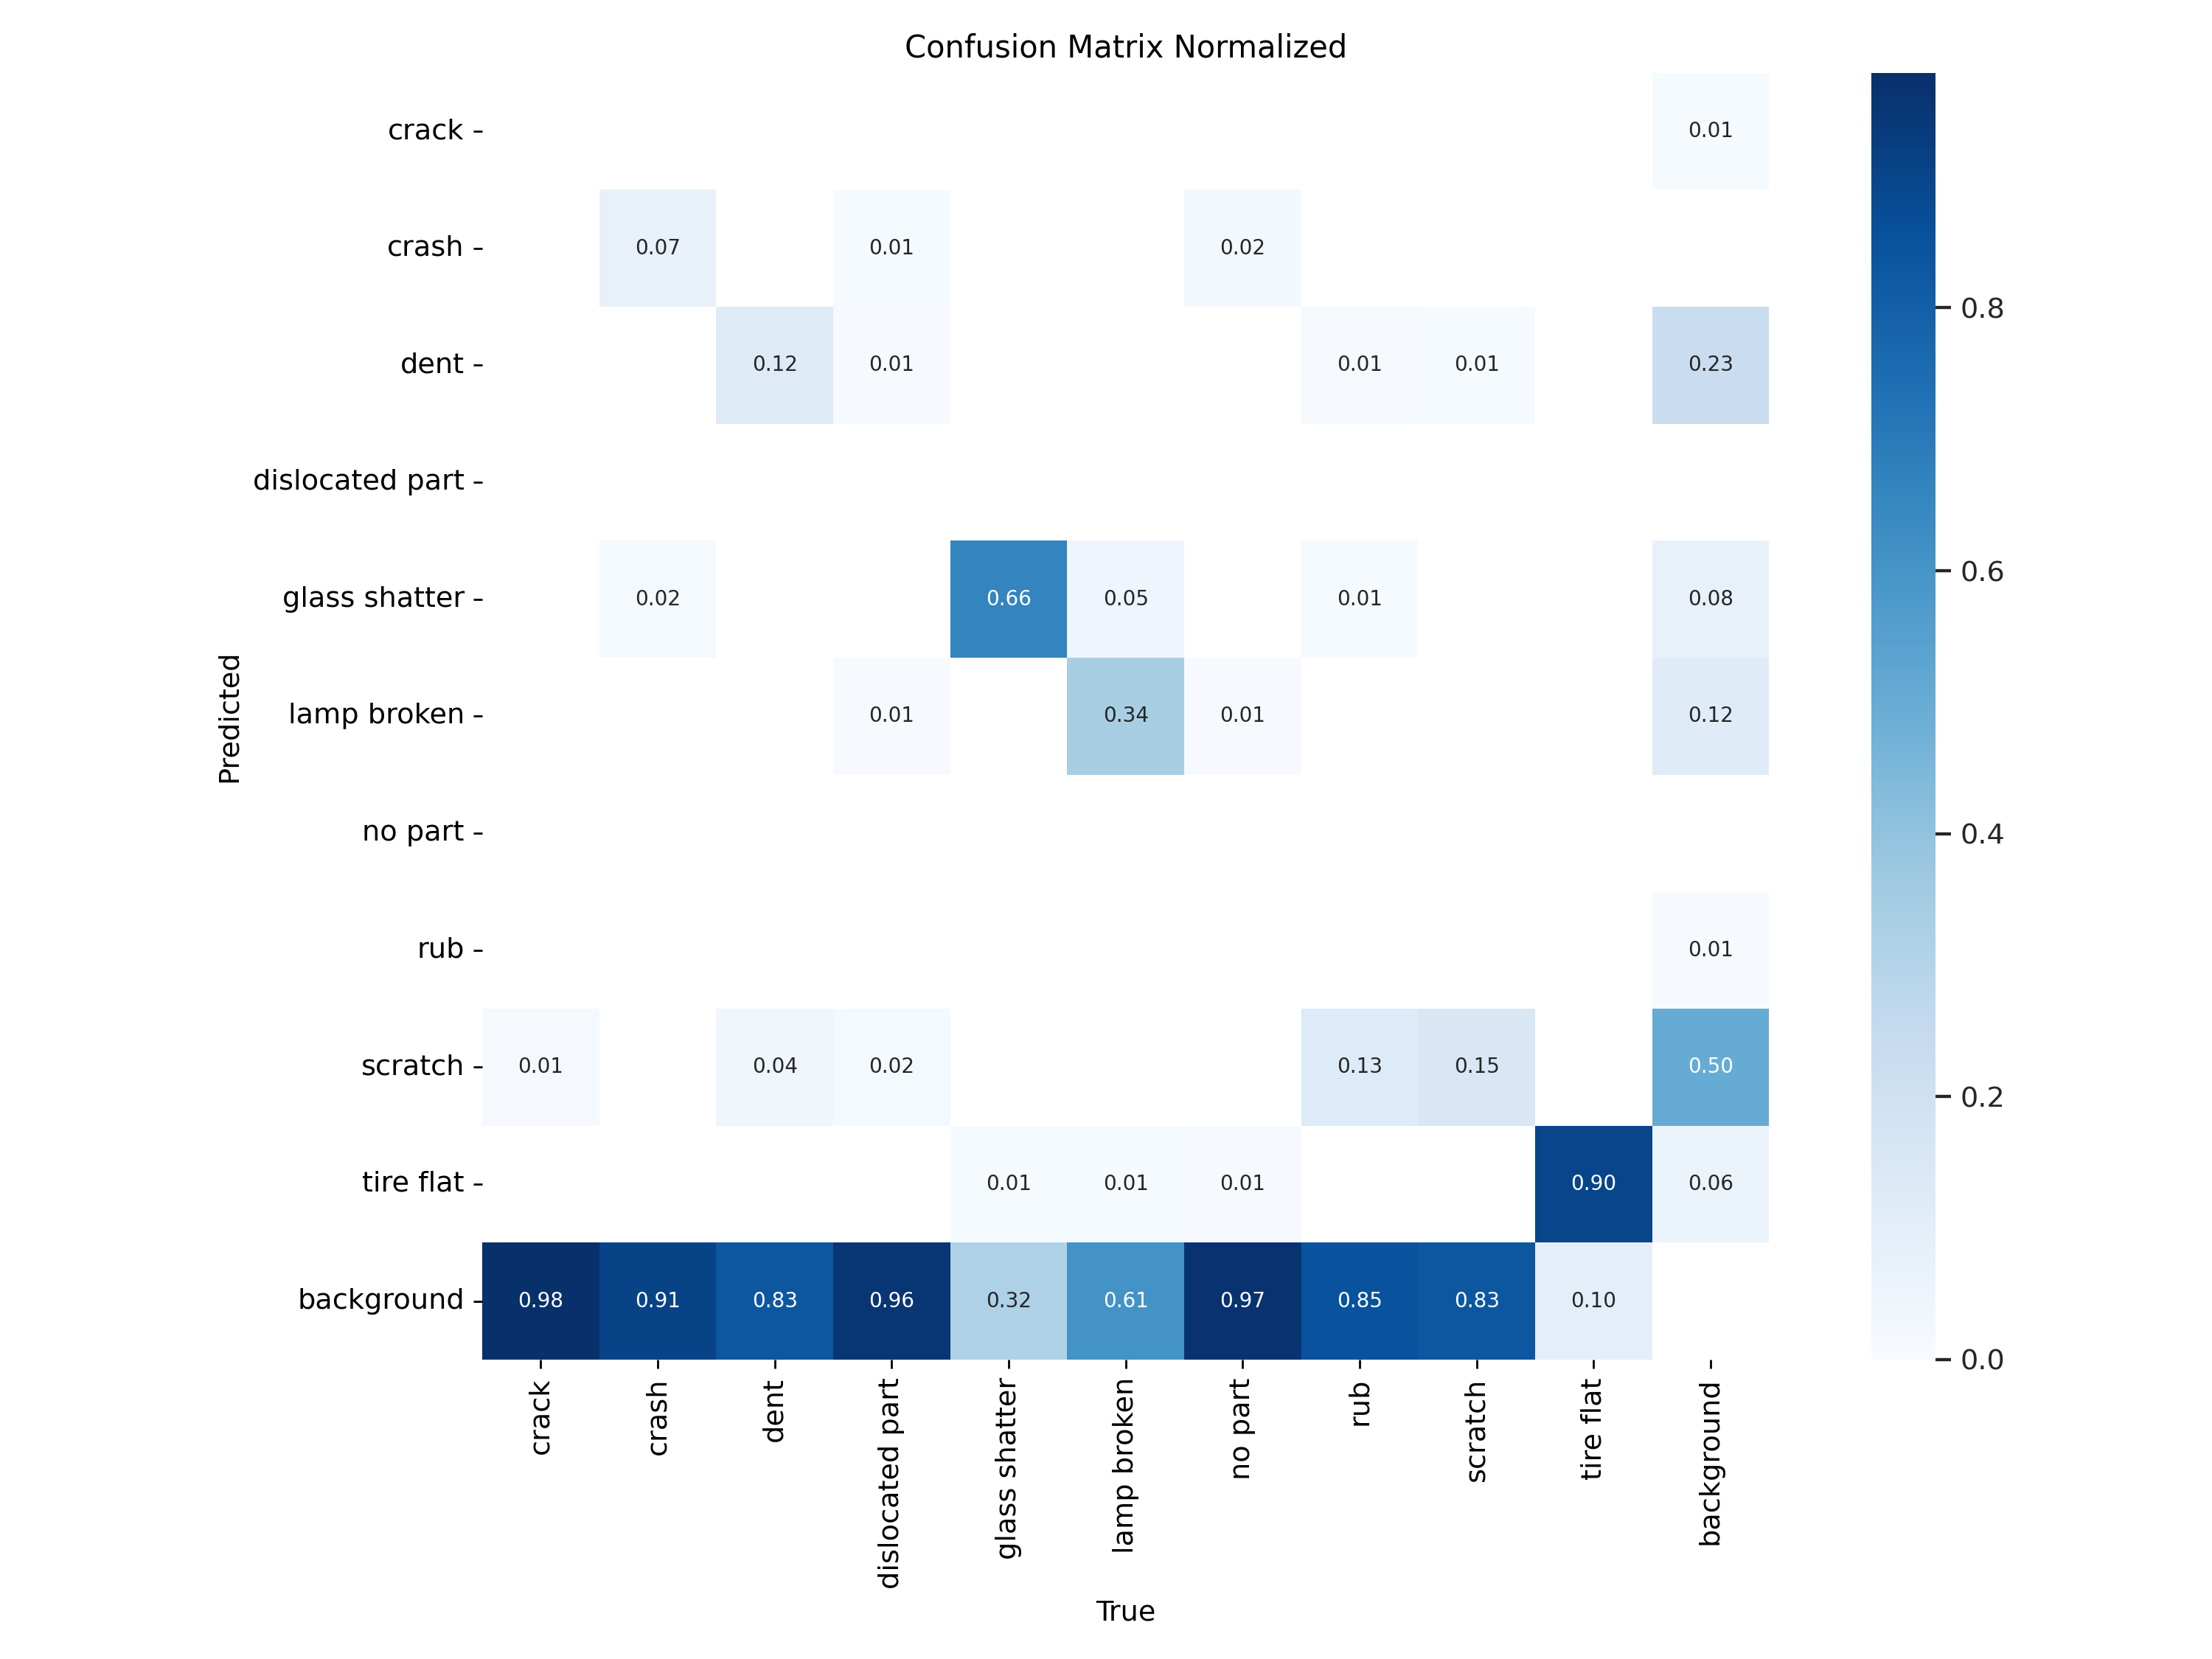 Confusion Matrix Normalized
crack 0.01
crash 0.07 0.01 0.02
dent 0.12 0.01 0.01 0.01 0.23
dislocated part
glass shatter 0.02 0.66 0.05 0.01 0.08
lamp broken 0.01 0.34 0.01 0.12
no part
rub 0.01
scratch 0.01 0.04 0.02 0.13 0.15 0.50
tire flat 0.01 0.01 0.01 0.90 0.06
background 0.98 0.91 0.83 0.96 0.32 0.61 0.97 0.85 0.83 0.10
Predicted
crack
crash
dent
dislocated part
glass shatter
lamp broken
no part
rub
scratch
tire flat
background
True
0.8
0.6
0.4
0.2
0.0